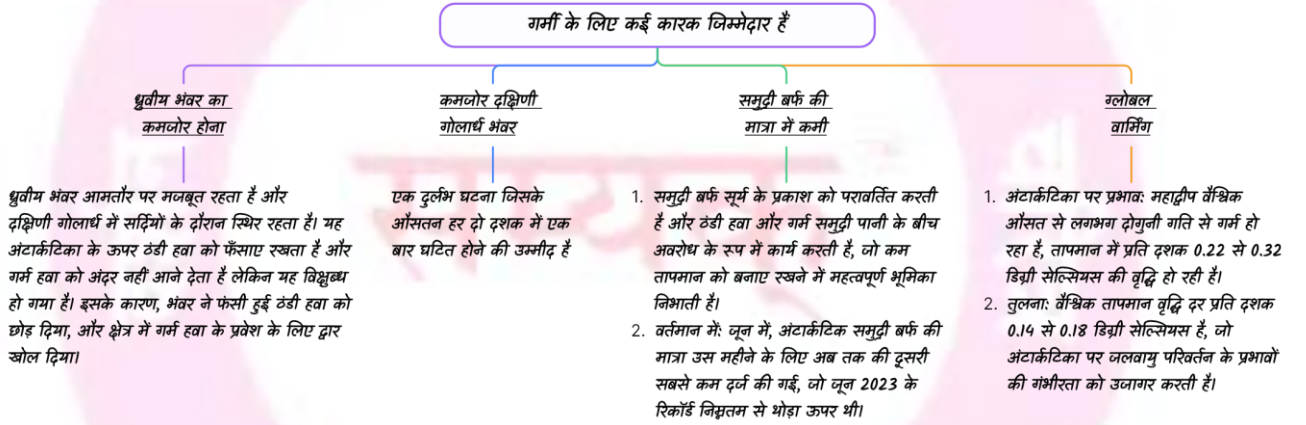 गर्मी के लिए कई कारक जिम्मेदार हैं
ध्रुवीय भंवर का
कमजोर होना
ध्रुवीय भंवर आमतौर पर मजबूत रहता है और
दक्षिणी गोलार्ध में सर्दियों के दौरान स्थिर रहता है। यह
अंटार्कटिका के ऊपर ठंडी हवा को फँसाए रखता है और
गर्म हवा को अंदर नहीं आने देता है लेकिन यह विक्षुब्ध
हो गया है। इसके कारण, भंवर ने फंसी हुई ठंडी हवा को
छोड़ दिया, और क्षेत्र में गर्म हवा के प्रवेश के लिए द्वार
खोल दिया।
कमजोर दक्षिणी
गोलार्ध भंवर
एक दुर्लभ घटना जिसके
औसतन हर दो दशक में एक
बार घटित होने की उम्मीद है
समुद्री बर्फ की
मात्रा में कमी
1. समुद्री बर्फ सूर्य के प्रकाश को परावर्तित करती
है और ठंडी हवा और गर्म समुद्री पानी के बीच
अवरोध के रूप में कार्य करती है, जो कम
तापमान को बनाए रखने में महत्वपूर्ण भूमिका
निभाती है।
2. वर्तमान में: जून में, अंटार्कटिक समुद्री बर्फ की
मात्रा उस महीने के लिए अब तक की दूसरी
सबसे कम दर्ज की गई, जो जून 2023 के
रिकॉर्ड निम्नतम से थोड़ा ऊपर थी।
ग्लोबल
वार्मिंग
1. अंटार्कटिका पर प्रभाव: महाद्वीप वैश्विक
औसत से लगभग दोगुनी गति से गर्म हो
रहा है, तापमान में प्रति दशक 0.22 से 0.32
डिग्री सेल्सियस की वृद्धि हो रही है।
2. तुलना: वैश्विक तापमान वृद्धि दर प्रति दशक
0.14 से 0.18 डिग्री सेल्सियस है, जो
अंटार्कटिका पर जलवायु परिवर्तन के प्रभावों
की गंभीरता को उजागर करती है।